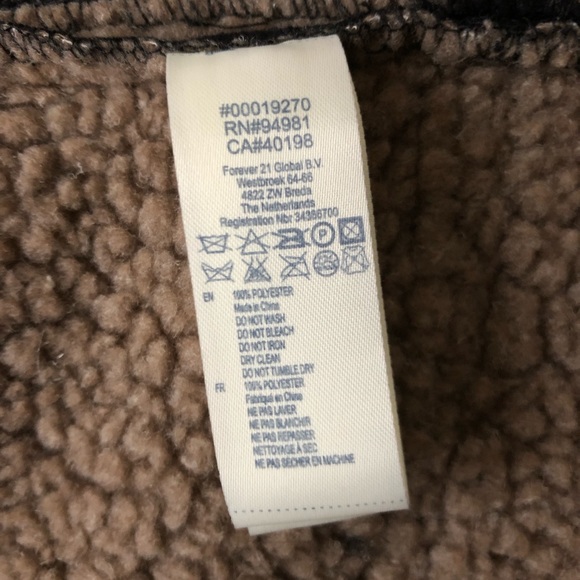 #00019270
RN#94981
CA#40198
Forever 21 Global B.V.
Westbroek 64-66
4822 ZW Breda
The Netherlands
Registration Nbr 34386700
EN 100% POLYESTER
Made in China
DO NOT WASH
DO NOT BLEACH
DO NOT IRON
DRY CLEAN
DO NOT TUMBLE DRY
FR 100% POLYESTER
Fabriqué en Chine
NE PAS LAVER
NE PAS BLANCHIR
NE PAS REPASSER
NETTOYAGE À SEC
NE PAS SÉCHER EN MACHINE